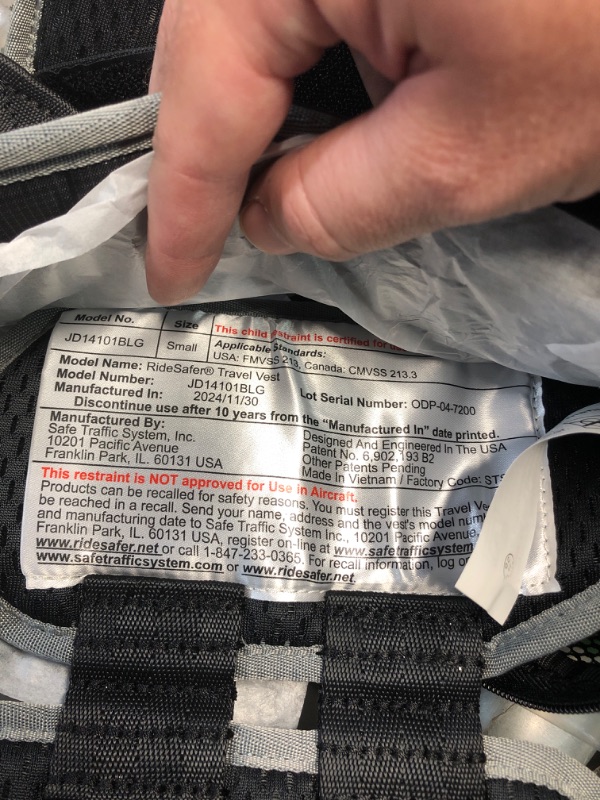 Model No.
Size
This child restraint is certified for
JD14101BLG
Small
Applicable Standards:
USA: FMVSS 213, Canada: CMVSS 213.3
Model Name: RideSafer® Travel Vest
Model Number: JD14101BLG
Lot Serial Number: ODP-04-7200
Manufactured In: 2024/11/30
Discontinue use after 10 years from the “Manufactured In” date printed.
Manufactured By:
Safe Traffic System, Inc.
10201 Pacific Avenue
Franklin Park, IL. 60131 USA
Designed And Engineered In The USA
Patent No. 6,902,193 B2
Other Patents Pending
Made in Vietnam / Factory Code: STS
This restraint is NOT approved for Use in Aircraft.
Products can be recalled for safety reasons. You must register this Travel
be reached in a recall. Send your name, address and the vest's model
and manufacturing date to Safe Traffic System Inc., 10201 Pacific Avenue,
Franklin Park, IL. 60131 USA, register on-line at www.safetrafficsystem
www.ridesafer.net or call 1-847-233-0365. For recall information, log
www.safetrafficsystem.com or www.ridesafer.net.